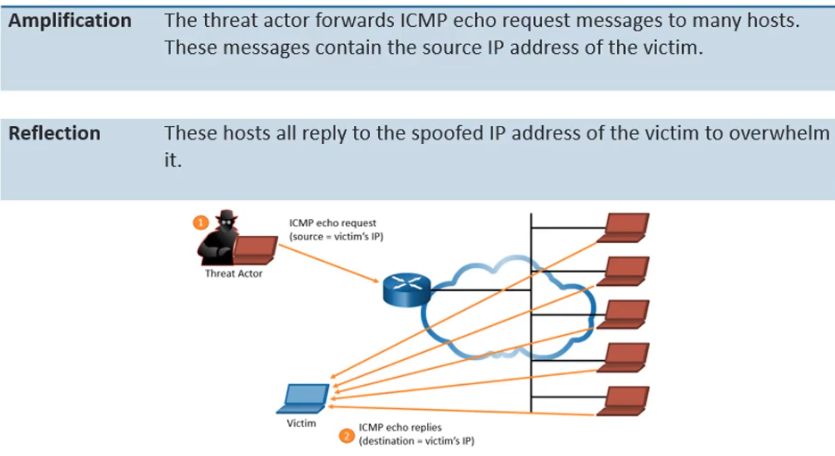 Amplification
The threat actor forwards ICMP echo request messages to many hosts.
These messages contain the source IP address of the victim.
Reflection
These hosts all reply to the spoofed IP address of the victim to overwhelm
it.
1
ICMP echo request
(source = victim's IP)
Threat Actor
Victim
2
ICMP echo replies
(destination = victim's IP)